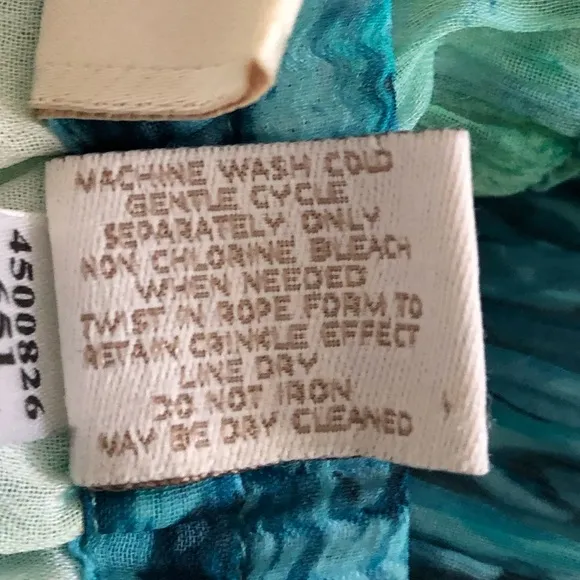 MACHINE WASH COLD
GENTLE CYCLE
SEPARATELY ONLY
NON CHLORINE BLEACH
WHEN NEEDED
TWIST IN ROPE FORM TO
RETAIN CRINKLE EFFECT
LINE DRY
DO NOT IRON
MAY BE DRY CLEANED
4500826